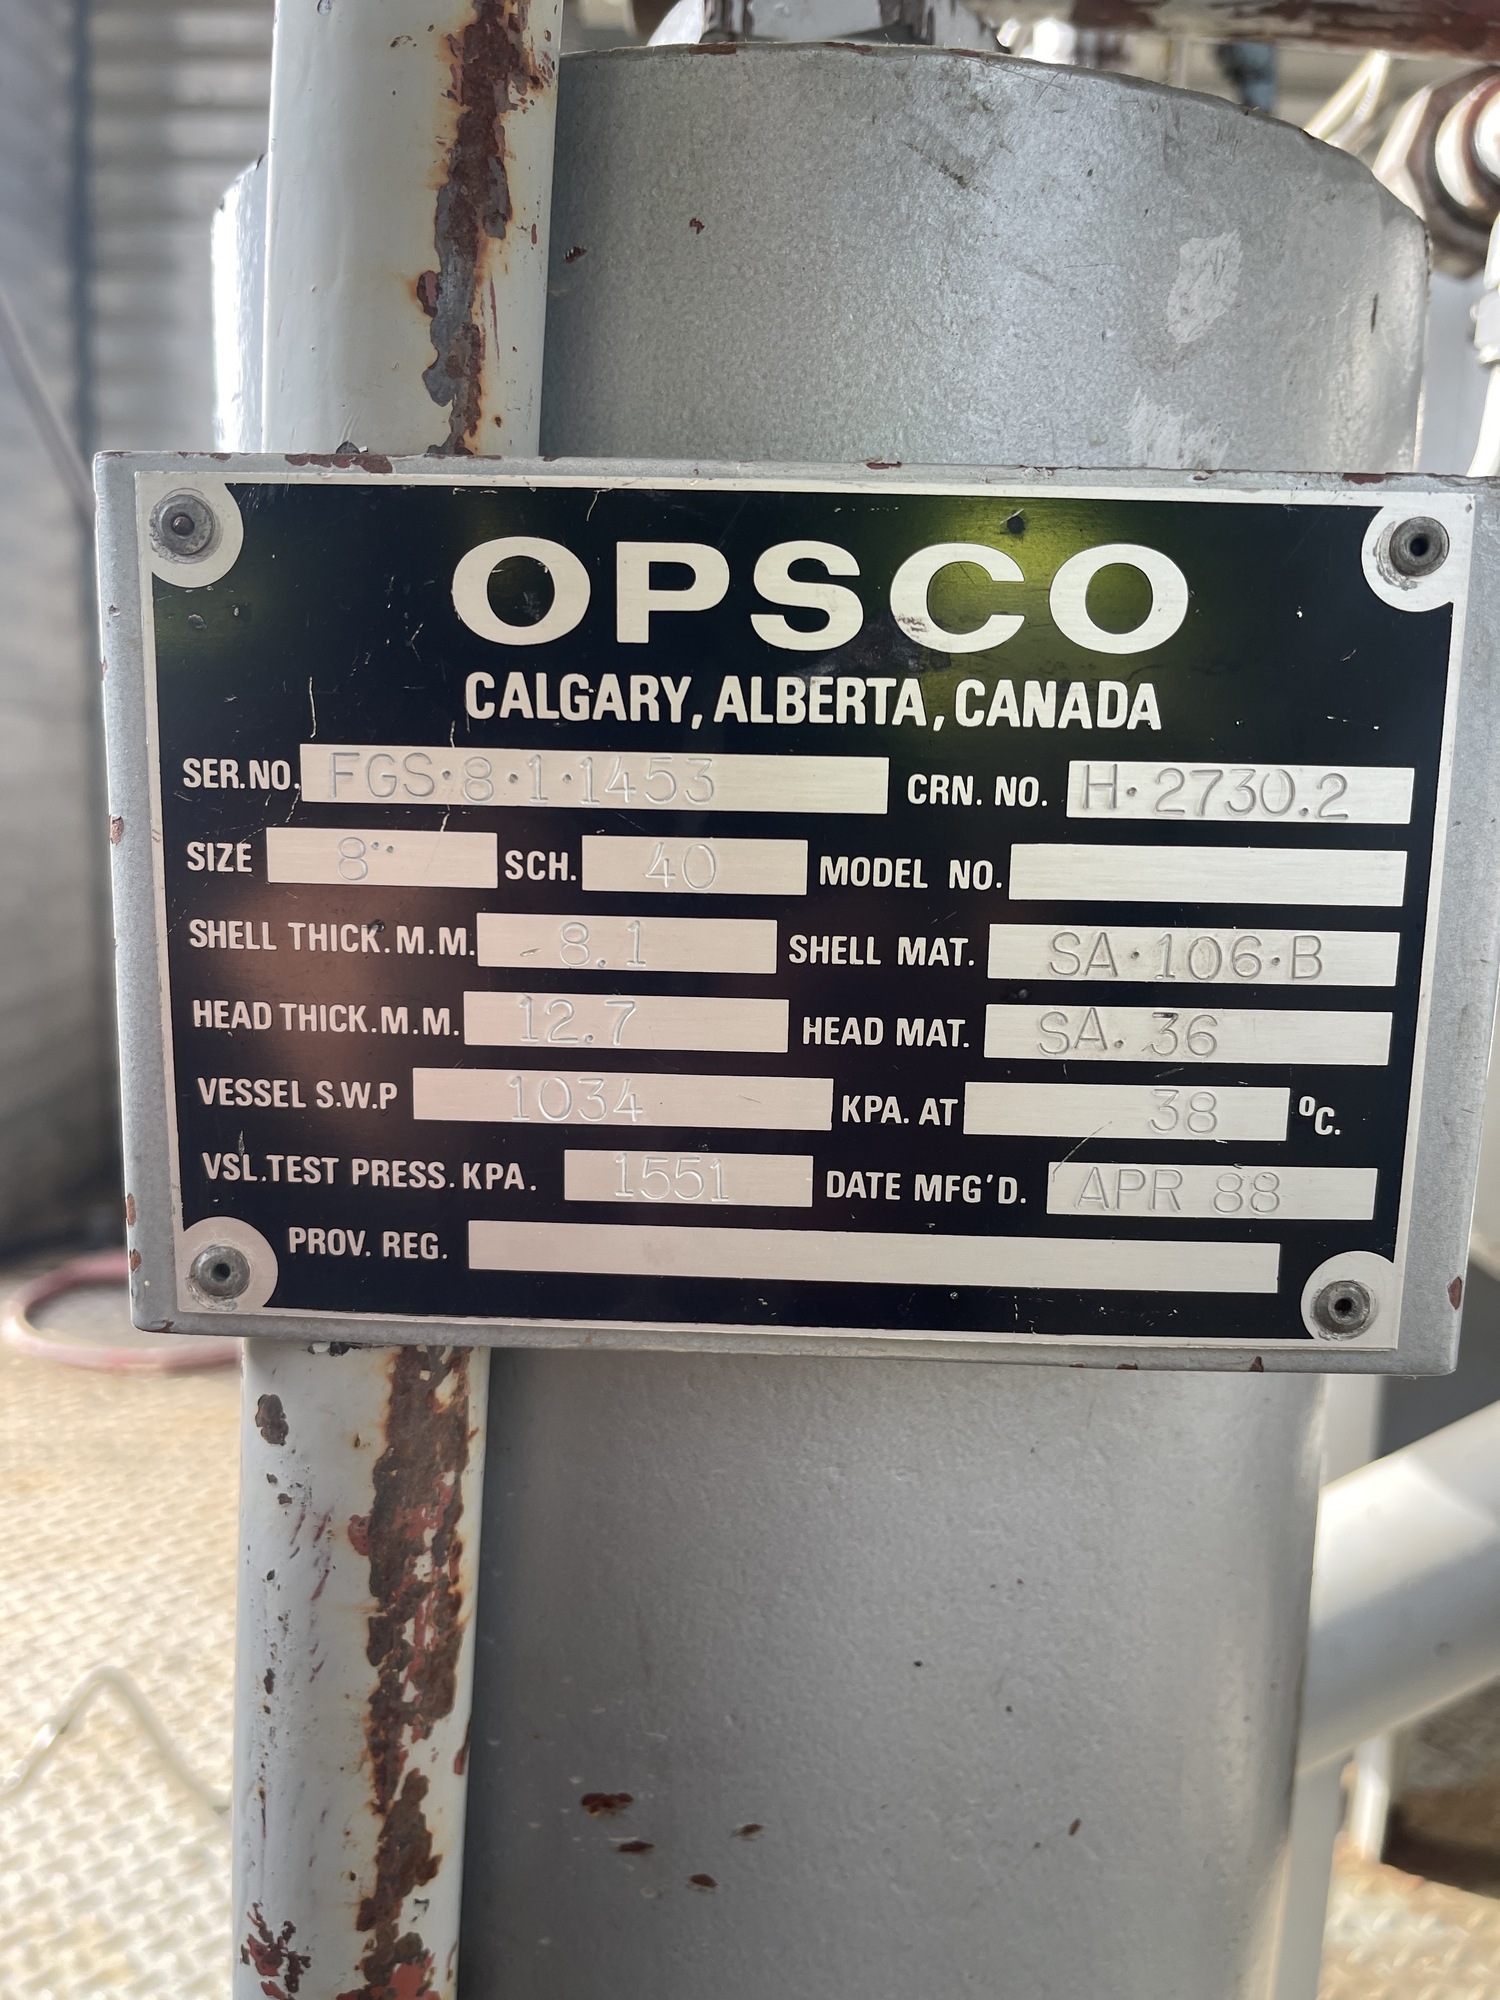 OPSCO
CALGARY, ALBERTA, CANADA
SER.NO. FGS·8·1·1453 CRN. NO. H·2730.2
SIZE 8" SCH. 40 MODEL NO.
SHELL THICK.M.M. 8.1 SHELL MAT. SA·106·B
HEAD THICK.M.M. 12.7 HEAD MAT. SA. 36
VESSEL S.W.P 1034 KPA. AT 38 ºC.
VSL.TEST PRESS.KPA. 1551 DATE MFG'D. APR 88
PROV. REG.